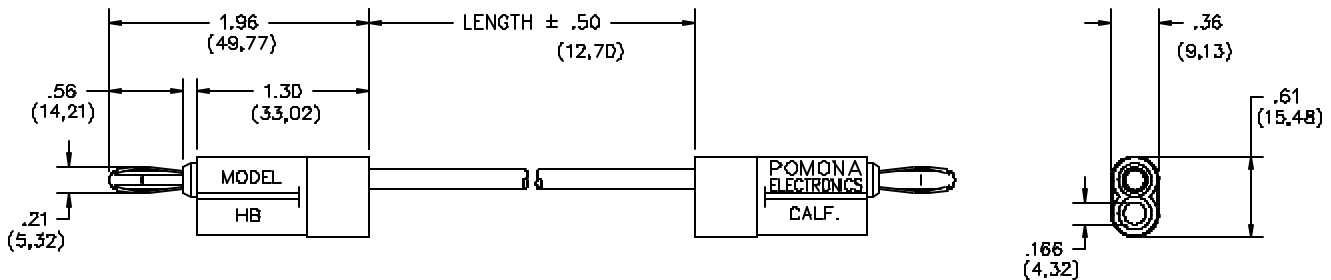 1.96
(49,77)
LENGTH ± .50
(12,70)
.36
(9,13)
.56
(14,21)
1.30
(33,02)
.61
(15,48)
MODEL
HB
POMONA
ELECTRONICS
CALF.
.21
(5,32)
.166
(4,32)